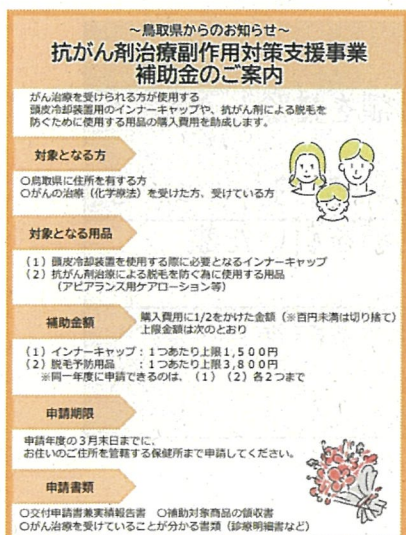 ～鳥取県からのお知らせ～
抗がん剤治療副作用対策支援事業
補助金のご案内
がん治療を受けられる方が使用する
頭皮冷却装置用のインナーキャップや、抗がん剤による脱毛を
防ぐために使用する用品の購入費用を助成します。
対象となる方
○鳥取県に住所を有する方
○がんの治療（化学療法）を受けた方、受けている方
対象となる用品
（1）頭皮冷却装置を使用する際に必要となるインナーキャップ
（2）抗がん剤治療による脱毛を防ぐ為に使用する用品
（アピアランス用ケアローション等）
補助金額
購入費用に1/2をかけた金額（※百円未満は切り捨て）
上限金額は次のとおり
（1）インナーキャップ：1つあたり上限1,500円
（2）脱毛予防用品　：1つあたり上限3,800円
※同一年度に申請できるのは、（1）（2）各2つまで
申請期限
申請年度の3月末日までに、
お住いのご住所を管轄する保健所まで申請してください。
申請書類
○交付申請書兼実績報告書　○補助対象商品の領収書
○がん治療を受けていることが分かる書類（診療明細書など）